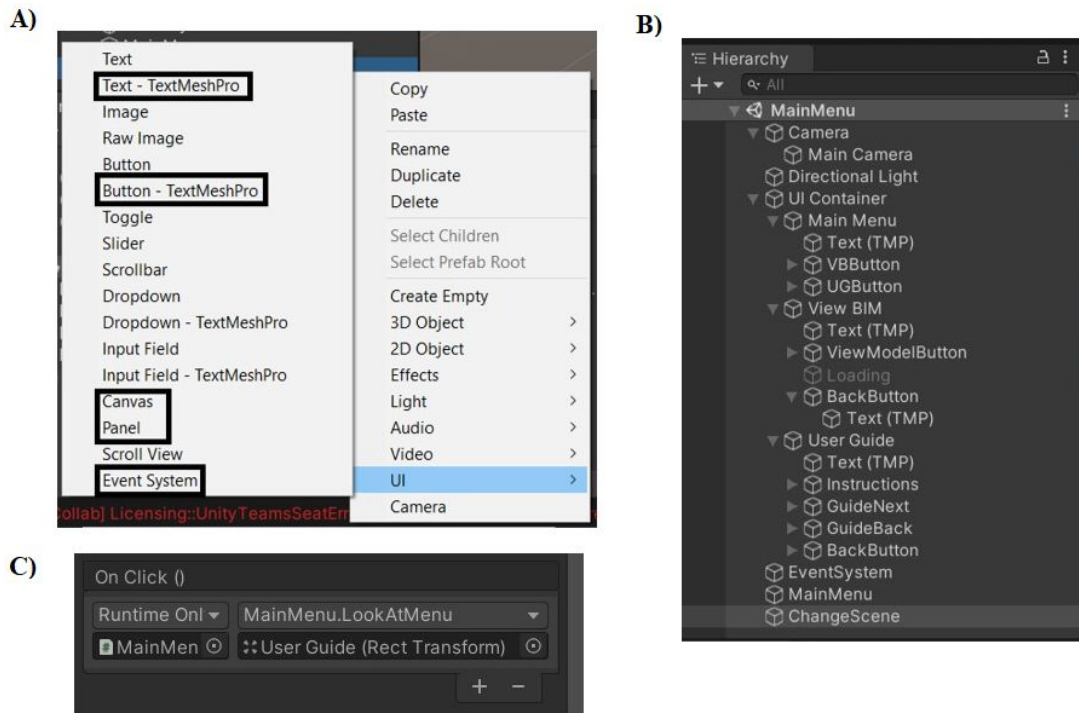 A)
Text
Text - TextMeshPro
Image
Raw Image
Button
Button - TextMeshPro
Toggle
Slider
Scrollbar
Dropdown
Dropdown - TextMeshPro
Input Field
Input Field - TextMeshPro
Canvas
Panel
Scroll View
Event System
Copy
Paste
Rename
Duplicate
Delete
Select Children
Select Prefab Root
Create Empty
3D Object
2D Object
Effects
Light
Audio
Video
UI
Camera
Collab] Licensing::UnityTeamsSeatErr
B)
Hierarchy
All
MainMenu
Camera
Main Camera
Directional Light
UI Container
Main Menu
Text (TMP)
VBButton
UGButton
View BIM
Text (TMP)
ViewModelButton
Loading
BackButton
Text (TMP)
User Guide
Text (TMP)
Instructions
GuideNext
GuideBack
BackButton
EventSystem
MainMenu
ChangeScene
C)
On Click ()
Runtime Onl MainMenu.LookAtMenu
MainMen User Guide (Rect Transform)
+ -